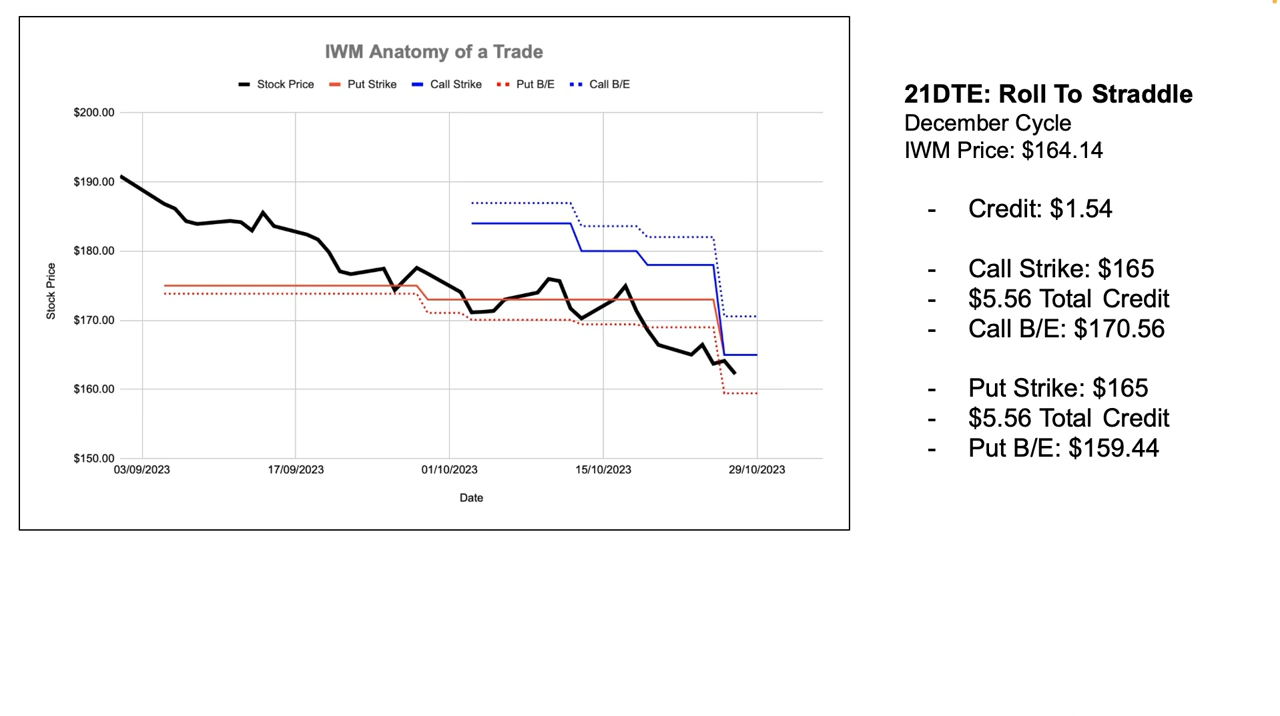 IWM Anatomy of a Trade
Stock Price Put Strike Call Strike Put B/E Call B/E
$200.00
$190.00
$180.00
$170.00
$160.00
$150.00
Stock Price
03/09/2023 17/09/2023 01/10/2023 15/10/2023 29/10/2023
Date
21DTE: Roll To Straddle
December Cycle
IWM Price: $164.14
- Credit: $1.54
- Call Strike: $165
- $5.56 Total Credit
- Call B/E: $170.56
- Put Strike: $165
- $5.56 Total Credit
- Put B/E: $159.44